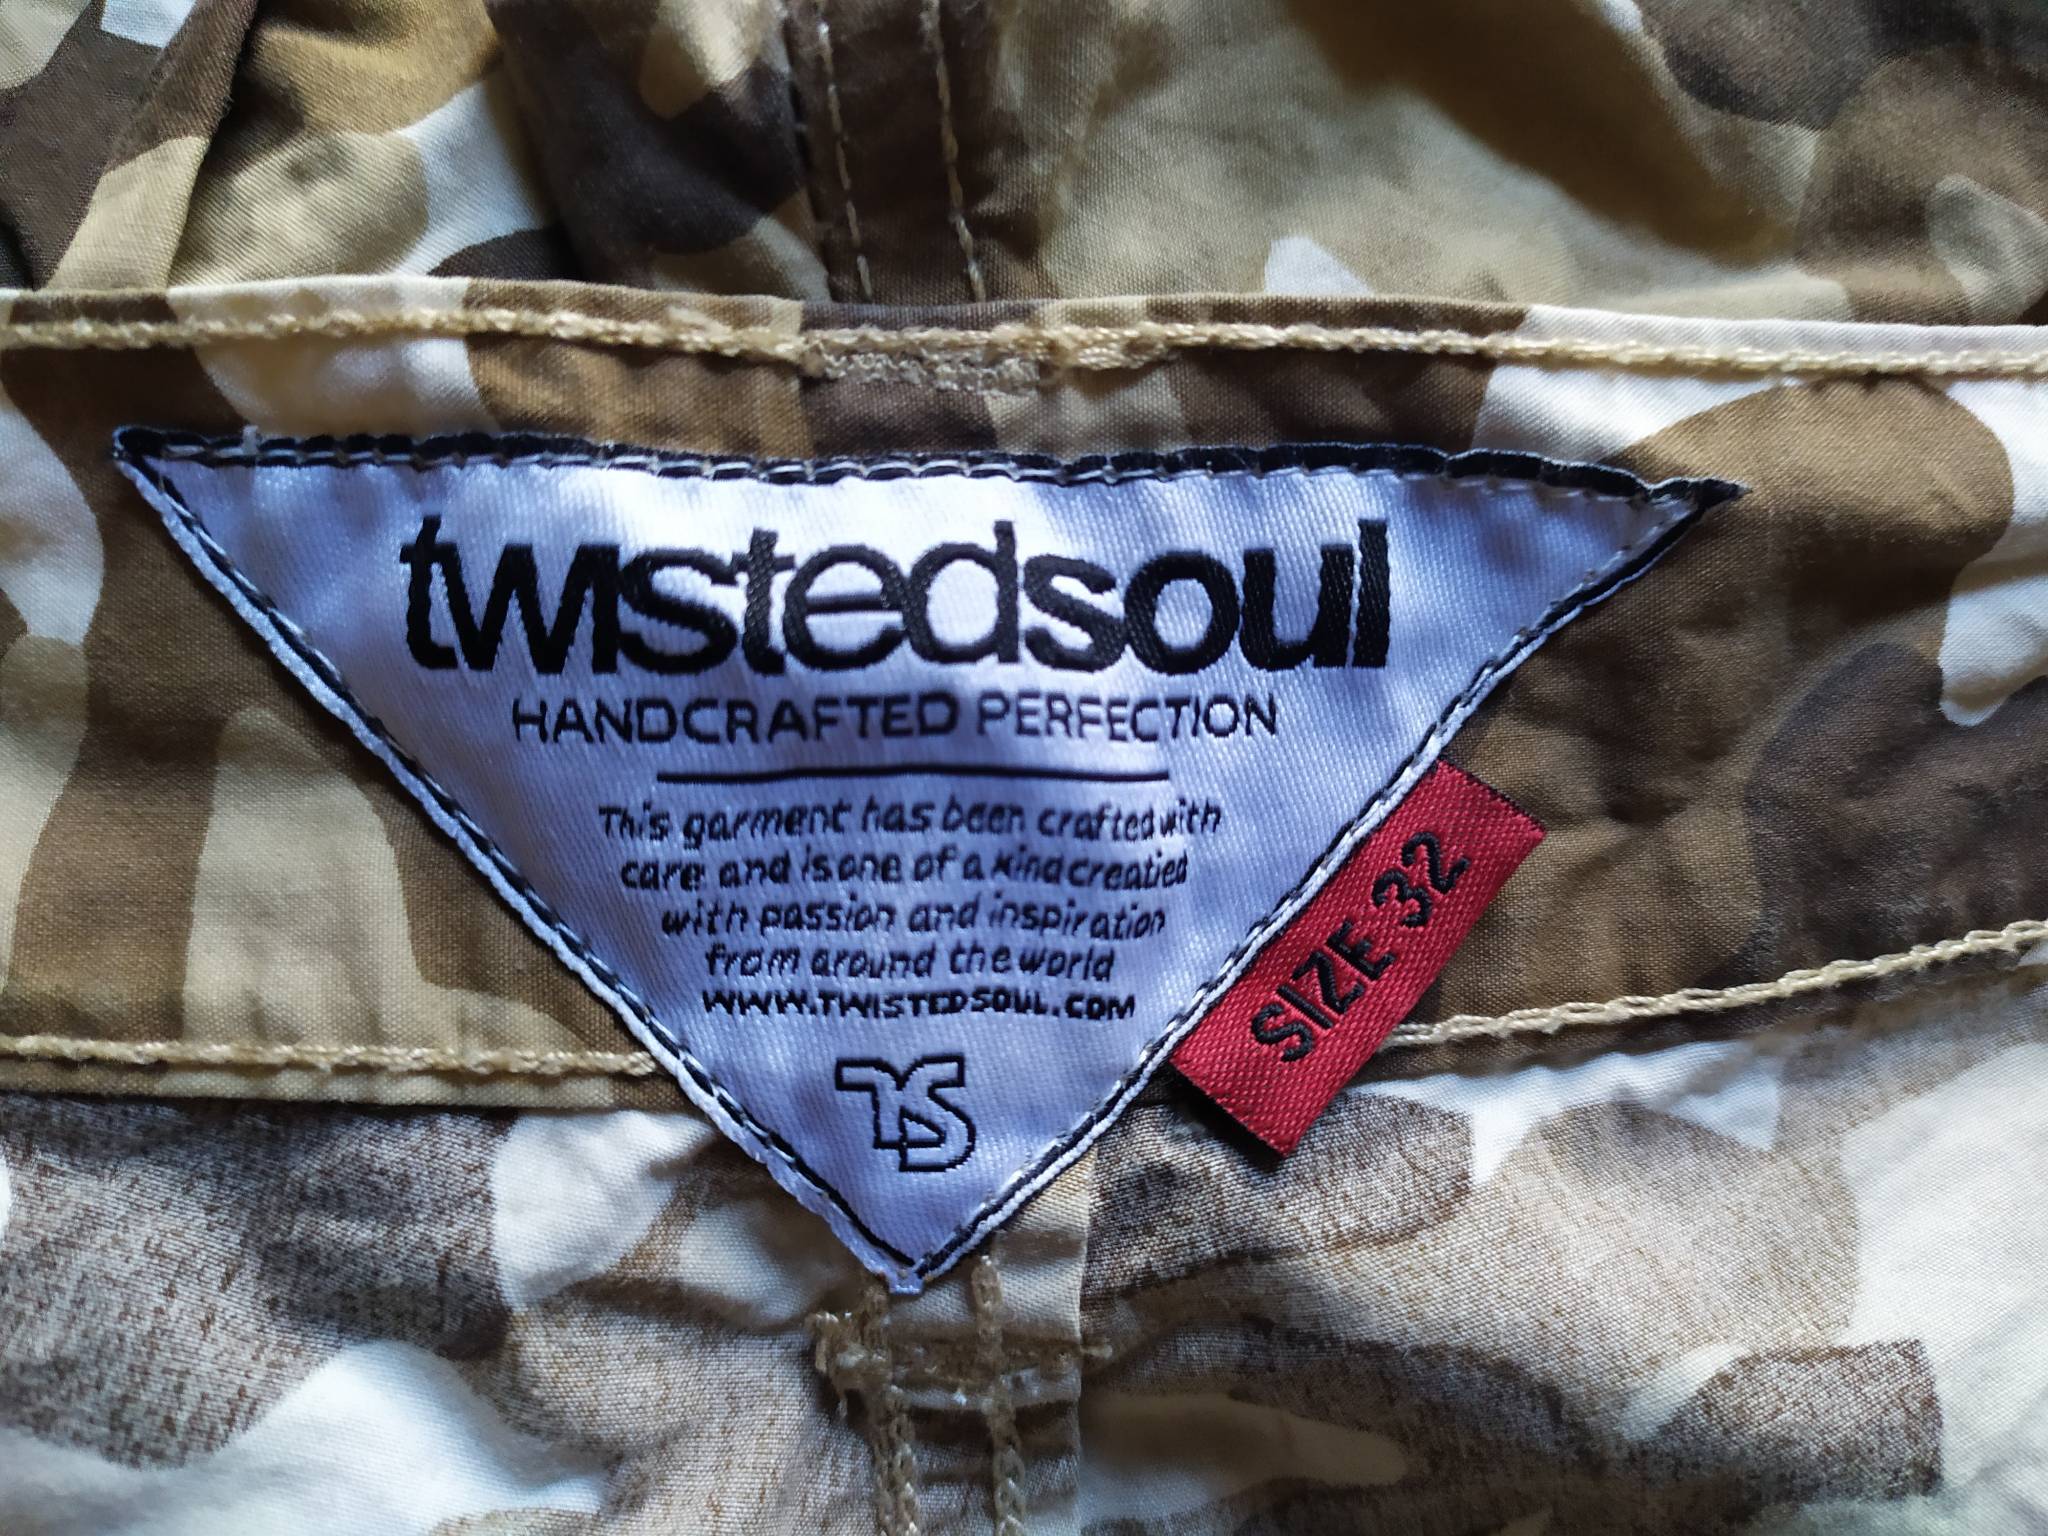 twistedsoul
HANDCRAFTED PERFECTION
This garment has been crafted with
care and is one of a kind creatied
with passion and inspiration
from around the world
WWW.TWISTEDSOUL.COM
TS
SIZE 32